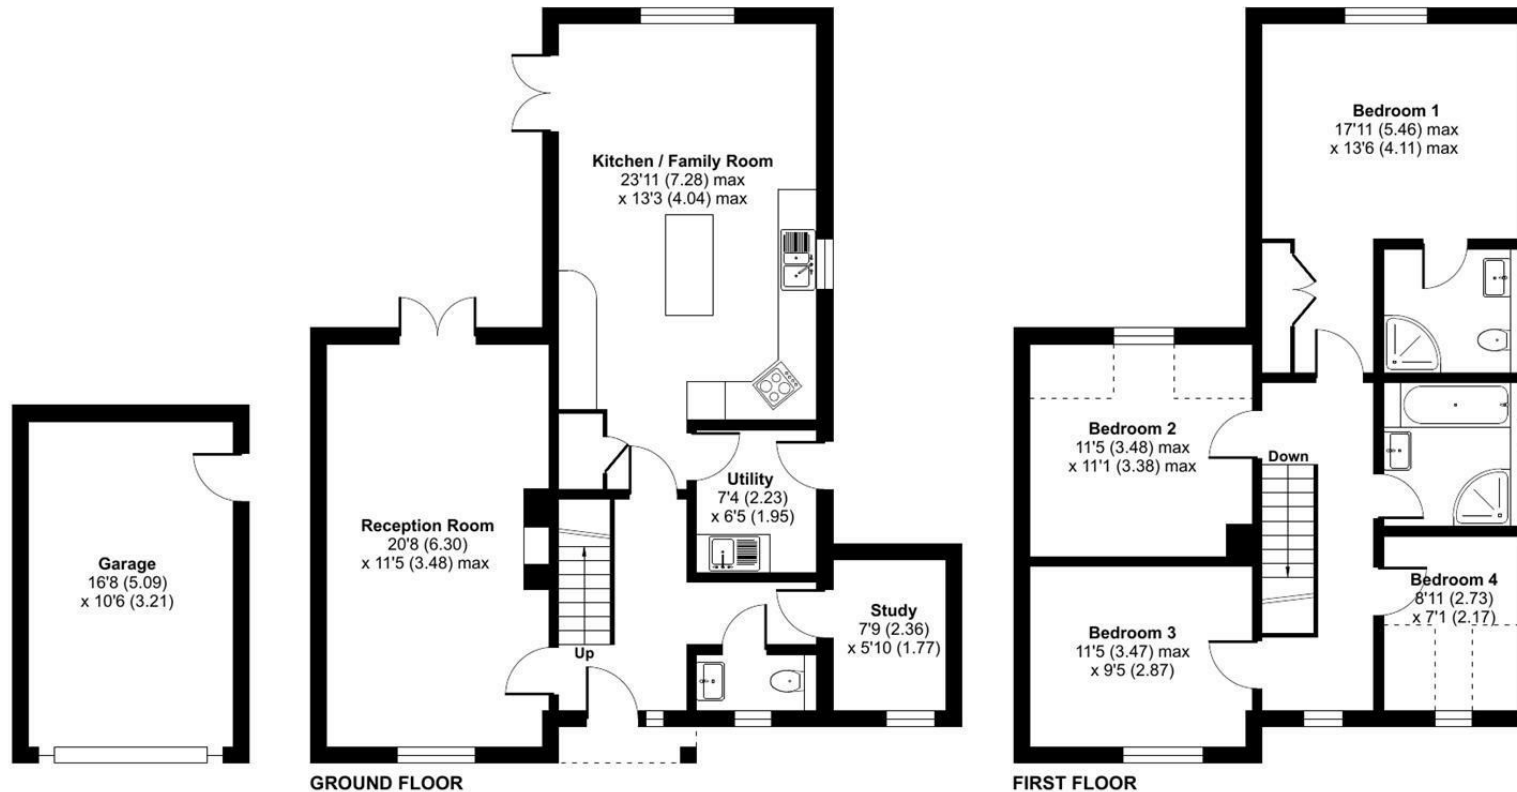 Kitchen / Family Room
23'11 (7.28) max
x 13'3 (4.04) max
Utility
7'4 (2.23)
x 6'5 (1.95)
Reception Room
20'8 (6.30)
x 11'5 (3.48) max
Garage
16'8 (5.09)
x 10'6 (3.21)
Study
7'9 (2.36)
x 5'10 (1.77)
Up
GROUND FLOOR
Bedroom 1
17'11 (5.46) max
x 13'6 (4.11) max
Bedroom 2
11'5 (3.48) max
x 11'1 (3.38) max
Down
Bedroom 4
8'11 (2.73)
x 7'1 (2.17)
Bedroom 3
11'5 (3.47) max
x 9'5 (2.87)
FIRST FLOOR